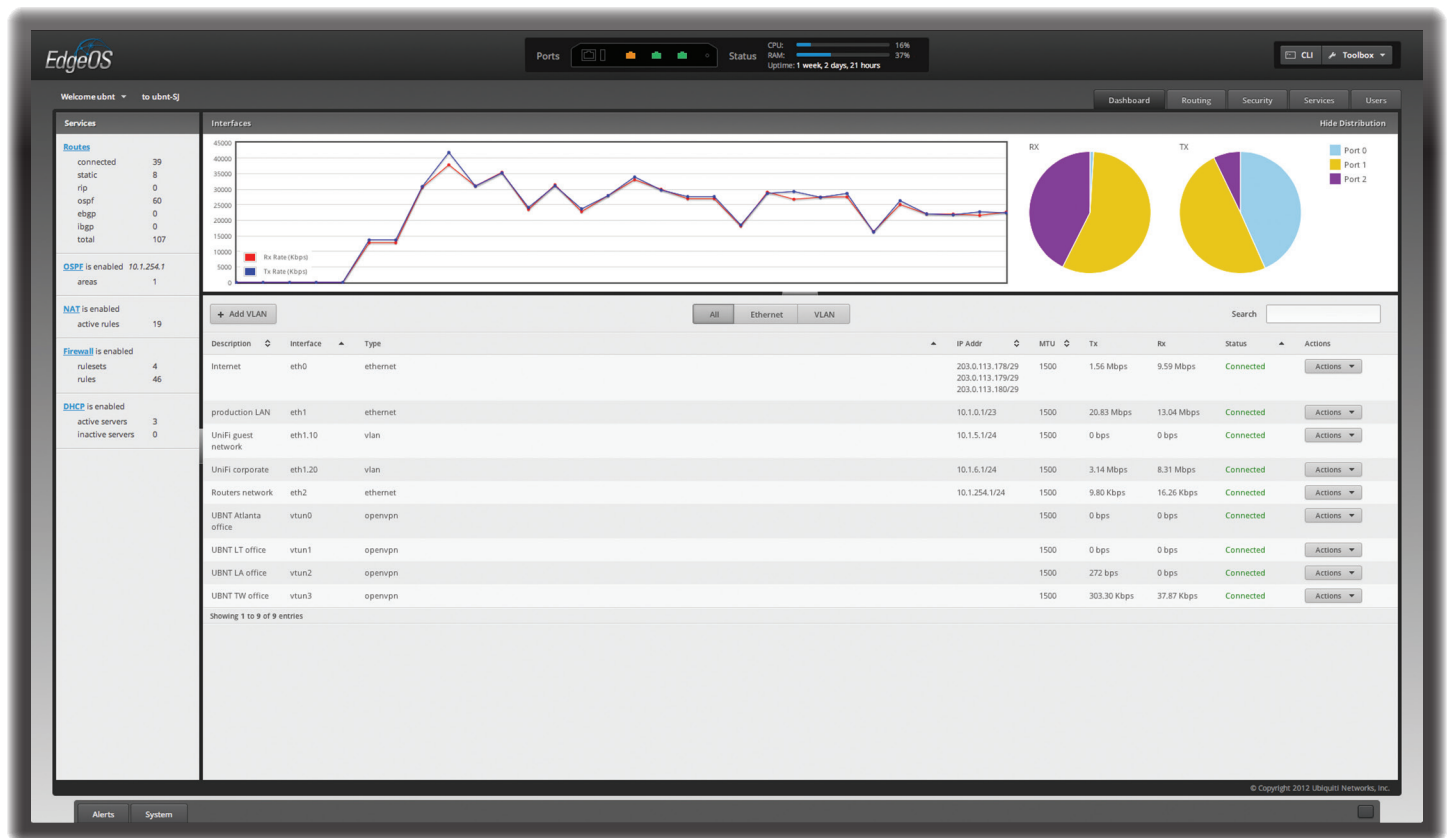 EdgeOS
Ports
Status
CPU: 16%
RAM: 37%
Uptime: 1 week, 2 days, 21 hours
CLI
Toolbox
Welcome ubnt to ubnt-SJ
Dashboard Routing Security Services Users
Services
Routes
connected 39
static 8
rip 0
ospf 60
ebgp 0
ibgp 0
total 107
OSPF is enabled 10.1.254.1
areas 1
NAT is enabled
active rules 19
Firewall is enabled
rulesets 4
rules 46
DHCP is enabled
active servers 3
inactive servers 0
Interfaces
Hide Distribution
45000
40000
35000
30000
25000
20000
15000
10000
5000
0
Rx Rate (Kbps)
Tx Rate (Kbps)
RX
TX
Port 0
Port 1
Port 2
+ Add VLAN
All Ethernet VLAN
Search
Description Interface Type IP Addr MTU Tx Rx Status Actions
Internet eth0 ethernet 203.0.113.178/29 1500 1.56 Mbps 9.59 Mbps Connected Actions
203.0.113.179/29
203.0.113.180/29
production LAN eth1 ethernet 10.1.0.1/23 1500 20.83 Mbps 13.04 Mbps Connected Actions
UniFi guest eth1.10 vlan 10.1.5.1/24 1500 0 bps 0 bps Connected Actions
network
UniFi corporate eth1.20 vlan 10.1.6.1/24 1500 3.14 Mbps 8.31 Mbps Connected Actions
Routers network eth2 ethernet 10.1.254.1/24 1500 9.80 Kbps 16.26 Kbps Connected Actions
UBNT Atlanta vtun0 openvpn 1500 0 bps 0 bps Connected Actions
office
UBNT LT office vtun1 openvpn 1500 0 bps 0 bps Connected Actions
UBNT LA office vtun2 openvpn 1500 272 bps 0 bps Connected Actions
UBNT TW office vtun3 openvpn 1500 303.30 Kbps 37.87 Kbps Connected Actions
Showing 1 to 9 of 9 entries
© Copyright 2012 Ubiquiti Networks, Inc.
Alerts System